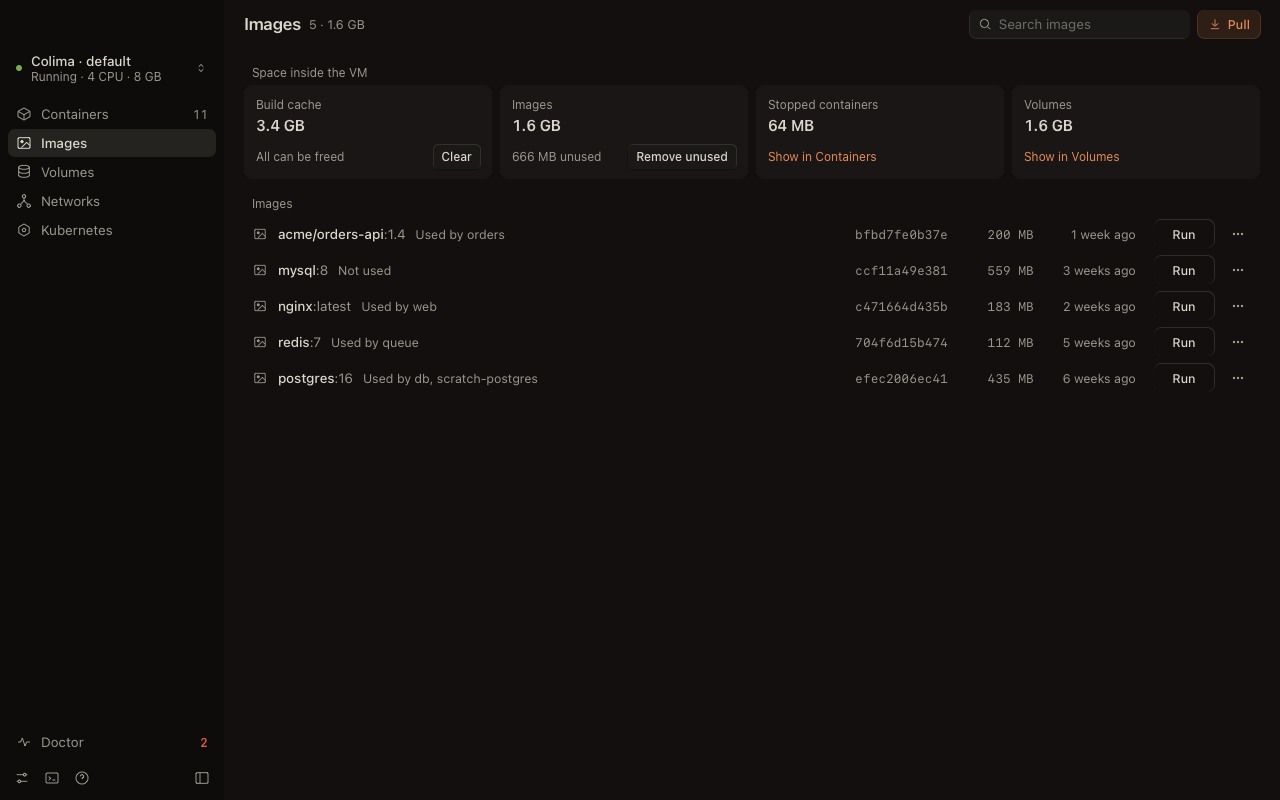 Images 5 · 1.6 GB
Search images
Pull
Colima · default
Running · 4 CPU · 8 GB
Containers 11
Images
Volumes
Networks
Kubernetes
Doctor 2
Space inside the VM
Build cache
3.4 GB
All can be freed
Clear
Images
1.6 GB
666 MB unused
Remove unused
Stopped containers
64 MB
Show in Containers
Volumes
1.6 GB
Show in Volumes
Images
acme/orders-api:1.4 Used by orders bfbd7fe0b37e 200 MB 1 week ago Run
mysql:8 Not used ccf11a49e381 559 MB 3 weeks ago Run
nginx:latest Used by web c471664d435b 183 MB 2 weeks ago Run
redis:7 Used by queue 704f6d15b474 112 MB 5 weeks ago Run
postgres:16 Used by db, scratch-postgres efec2006ec41 435 MB 6 weeks ago Run